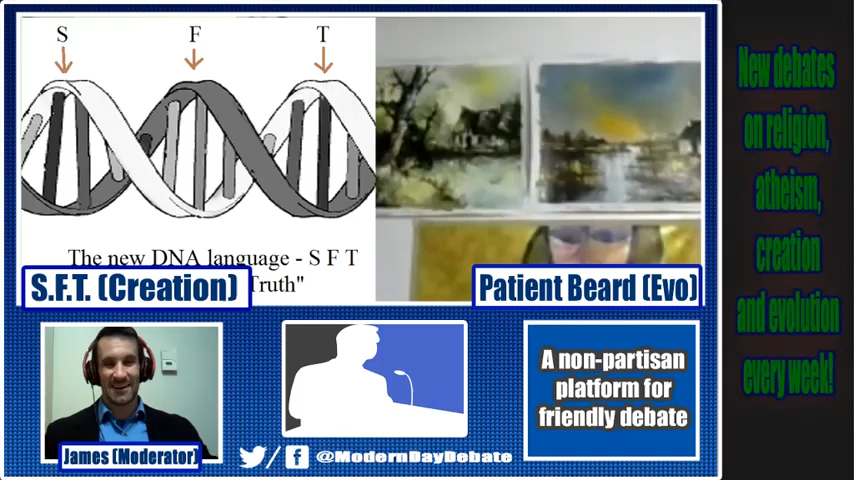 S F T
The new DNA language - S F T
Truth"
S.F.T. (Creation)
Patient Beard (Evo)
James (Moderator)
@ModernDayDebate
A non-partisan
platform for
friendly debate
New debates
on religion,
atheism,
creation
and evolution
every week!